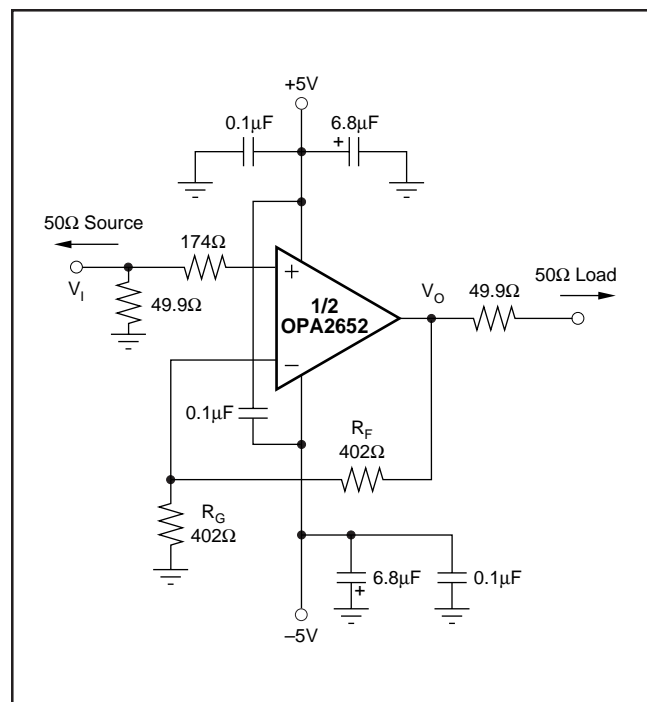 +5V
0.1μF
6.8μF
+
50Ω Source
174Ω
50Ω Load
V_I
+
V_O
49.9Ω
49.9Ω
1/2
OPA2652
−
0.1μF
R_F
402Ω
R_G
402Ω
6.8μF
+
0.1μF
−5V